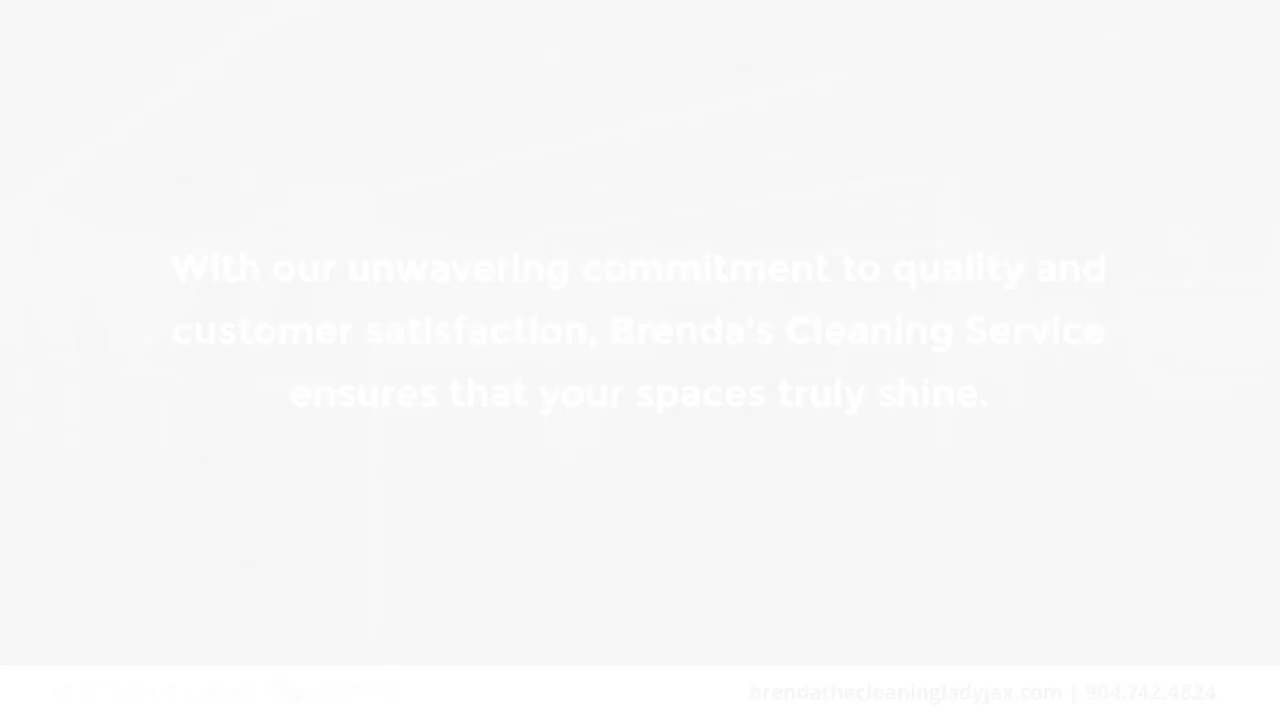 With our unwavering commitment to quality and
customer satisfaction, Brenda's Cleaning Service
ensures that your spaces truly shine.
brendathecleaningladyjax.com | 904.742.4824